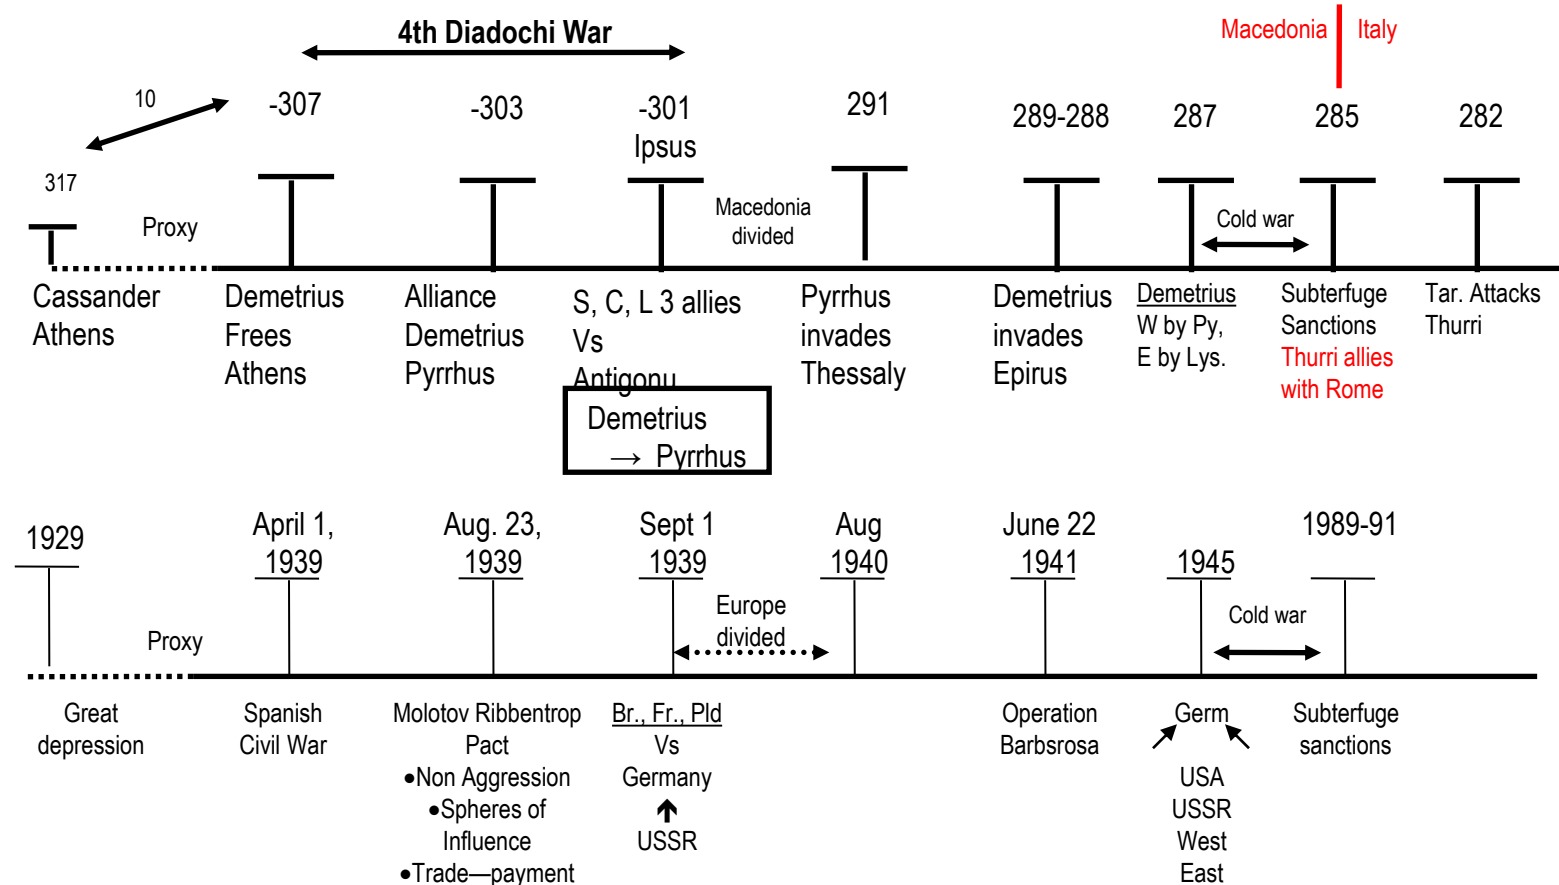 4th Diadochi War
Macedonia
Italy
10
317
-307
-303
-301
Ipsus
291
289-288
287
285
282
Proxy
Macedonia
divided
Cold war
Cassander
Athens
Demetrius
Frees
Athens
Alliance
Demetrius
Pyrrhus
S, C, L 3 allies
Vs
Antigonu
Demetrius
→ Pyrrhus
Pyrrhus
invades
Thessaly
Demetrius
invades
Epirus
Demetrius
W by Py,
E by Lys.
Subterfuge
Sanctions
Thurri allies
with Rome
Tar. Attacks
Thurri
1929
April 1,
1939
Aug. 23,
1939
Sept 1
1939
Aug
1940
June 22
1941
1945
1989-91
Proxy
Europe
divided
Cold war
Great
depression
Spanish
Civil War
Molotov Ribbentrop
Pact
•Non Aggression
•Spheres of
Influence
•Trade—payment
Br., Fr., Pld
Vs
Germany
USSR
Operation
Barbsrosa
Germ
USA
USSR
West
East
Subterfuge
sanctions